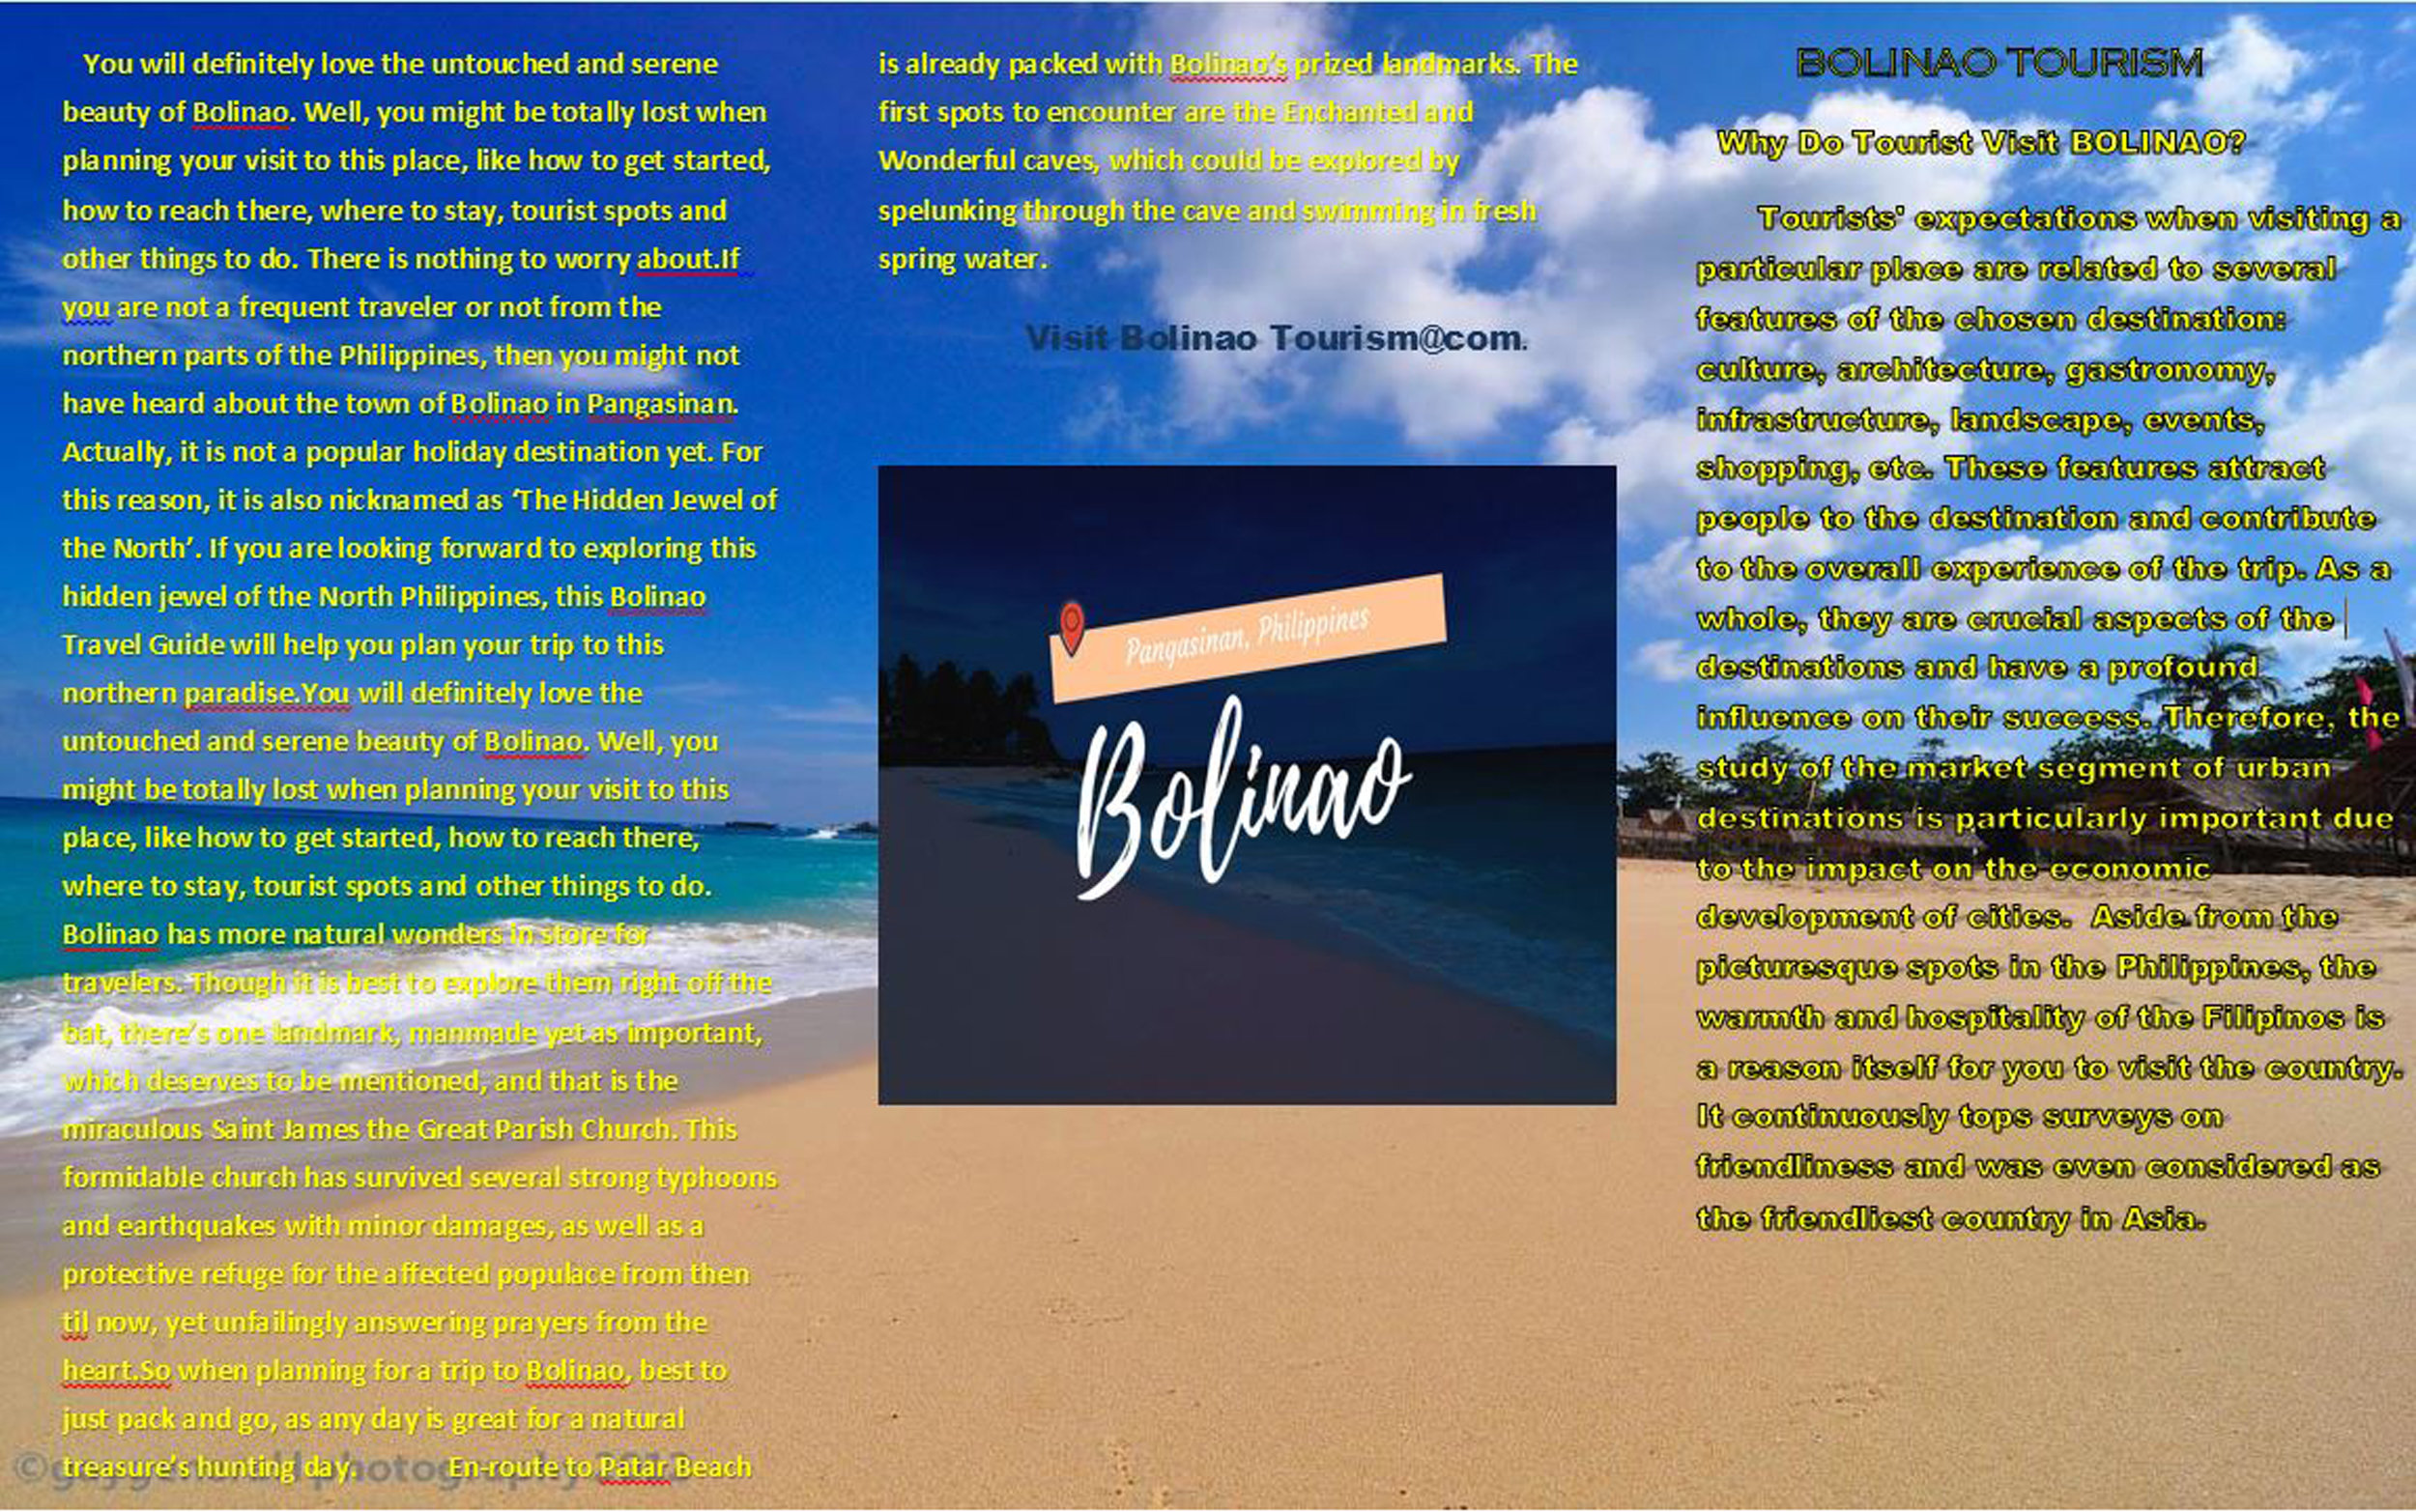 You will definitely love the untouched and serene
beauty of Bolinao. Well, you might be totally lost when
planning your visit to this place, like how to get started,
how to reach there, where to stay, tourist spots and
other things to do. There is nothing to worry about.If
you are not a frequent traveler or not from the
northern parts of the Philippines, then you might not
have heard about the town of Bolinao in Pangasinan.
Actually, it is not a popular holiday destination yet. For
this reason, it is also nicknamed as ‘The Hidden Jewel of
the North’. If you are looking forward to exploring this
hidden jewel of the North Philippines, this Bolinao
Travel Guide will help you plan your trip to this
northern paradise.You will definitely love the
untouched and serene beauty of Bolinao. Well, you
might be totally lost when planning your visit to this
place, like how to get started, how to reach there,
where to stay, tourist spots and other things to do.
Bolinao has more natural wonders in store for
travelers. Though it is best to explore them right off the
bat, there’s one landmark, manmade yet as important,
which deserves to be mentioned, and that is the
miraculous Saint James the Great Parish Church. This
formidable church has survived several strong typhoons
and earthquakes with minor damages, as well as a
protective refuge for the affected populace from then
til now, yet unfailingly answering prayers from the
heart.So when planning for a trip to Bolinao, best to
just pack and go, as any day is great for a natural
treasure’s hunting day. En-route to Patar Beach
is already packed with Bolinao’s prized landmarks. The
first spots to encounter are the Enchanted and
Wonderful caves, which could be explored by
spelunking through the cave and swimming in fresh
spring water.
Visit Bolinao Tourism@com.
Pangasinan, Philippines
Bolinao
BOLINAO TOURISM
Why Do Tourist Visit BOLINAO?
Tourists' expectations when visiting a
particular place are related to several
features of the chosen destination:
culture, architecture, gastronomy,
infrastructure, landscape, events,
shopping, etc. These features attract
people to the destination and contribute
to the overall experience of the trip. As a
whole, they are crucial aspects of the
destinations and have a profound
influence on their success. Therefore, the
study of the market segment of urban
destinations is particularly important due
to the impact on the economic
development of cities. Aside from the
picturesque spots in the Philippines, the
warmth and hospitality of the Filipinos is
a reason itself for you to visit the country.
It continuously tops surveys on
friendliness and was even considered as
the friendliest country in Asia.